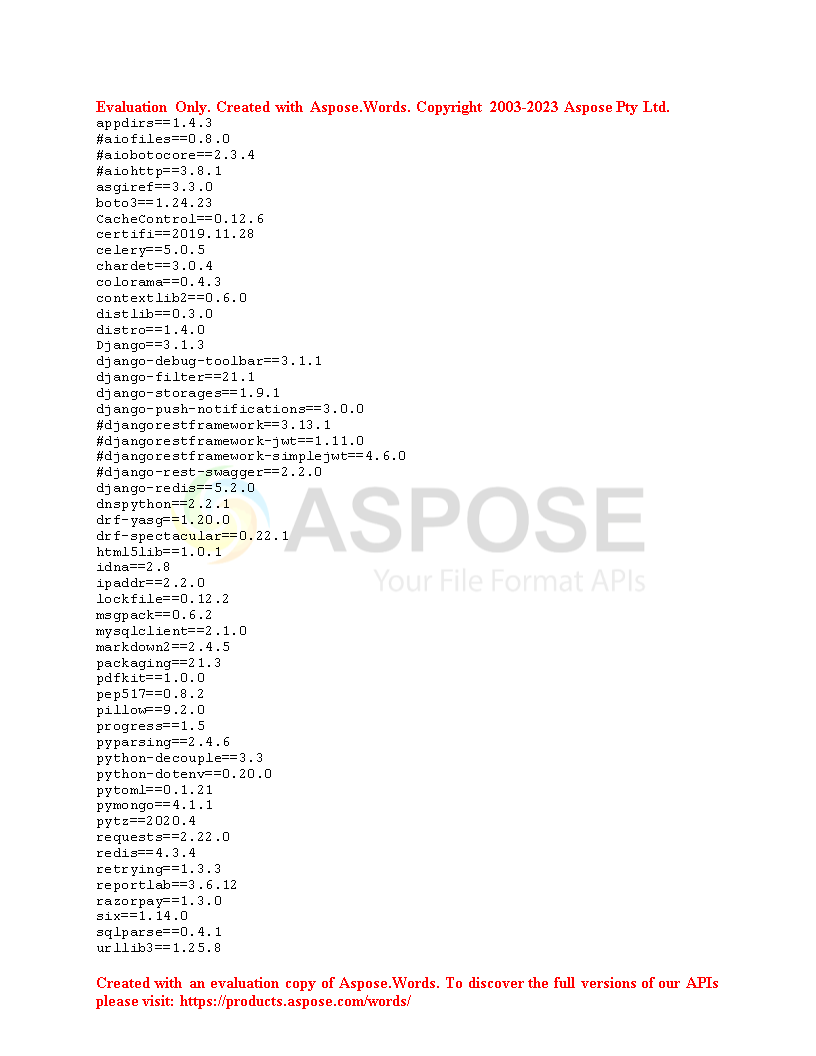 Evaluation Only. Created with Aspose.Words. Copyright 2003-2023 Aspose Pty Ltd.
appdirs==1.4.3
#aiofiles==0.8.0
#aiobotocore==2.3.4
#aiohttp==3.8.1
asgiref==3.3.0
boto3==1.24.23
CacheControl==0.12.6
certifi==2019.11.28
celery==5.0.5
chardet==3.0.4
colorama==0.4.3
contextlib2==0.6.0
distlib==0.3.0
distro==1.4.0
Django==3.1.3
django-debug-toolbar==3.1.1
django-filter==21.1
django-storages==1.9.1
django-push-notifications==3.0.0
#djangorestframework==3.13.1
#djangorestframework-jwt==1.11.0
#djangorestframework-simplejwt==4.6.0
#django-rest-swagger==2.2.0
django-redis==5.2.0
dnspython==2.2.1
drf-yasg==1.20.0
drf-spectacular==0.22.1
ASPOSE
html5lib==1.0.1
idna==2.8
ipaddr==2.2.0
Your File Format APIs
lockfile==0.12.2
msgpack==0.6.2
mysqlclient==2.1.0
markdown2==2.4.5
packaging==21.3
pdfkit==1.0.0
pep517==0.8.2
pillow==9.2.0
progress==1.5
pyparsing==2.4.6
python-decouple==3.3
python-dotenv==0.20.0
pytoml==0.1.21
pymongo==4.1.1
pytz==2020.4
requests==2.22.0
redis==4.3.4
retrying==1.3.3
reportlab==3.6.12
razorpay==1.3.0
six==1.14.0
sqlparse==0.4.1
urllib3==1.25.8
Created with an evaluation copy of Aspose.Words. To discover the full versions of our APIs
please visit: https://products.aspose.com/words/